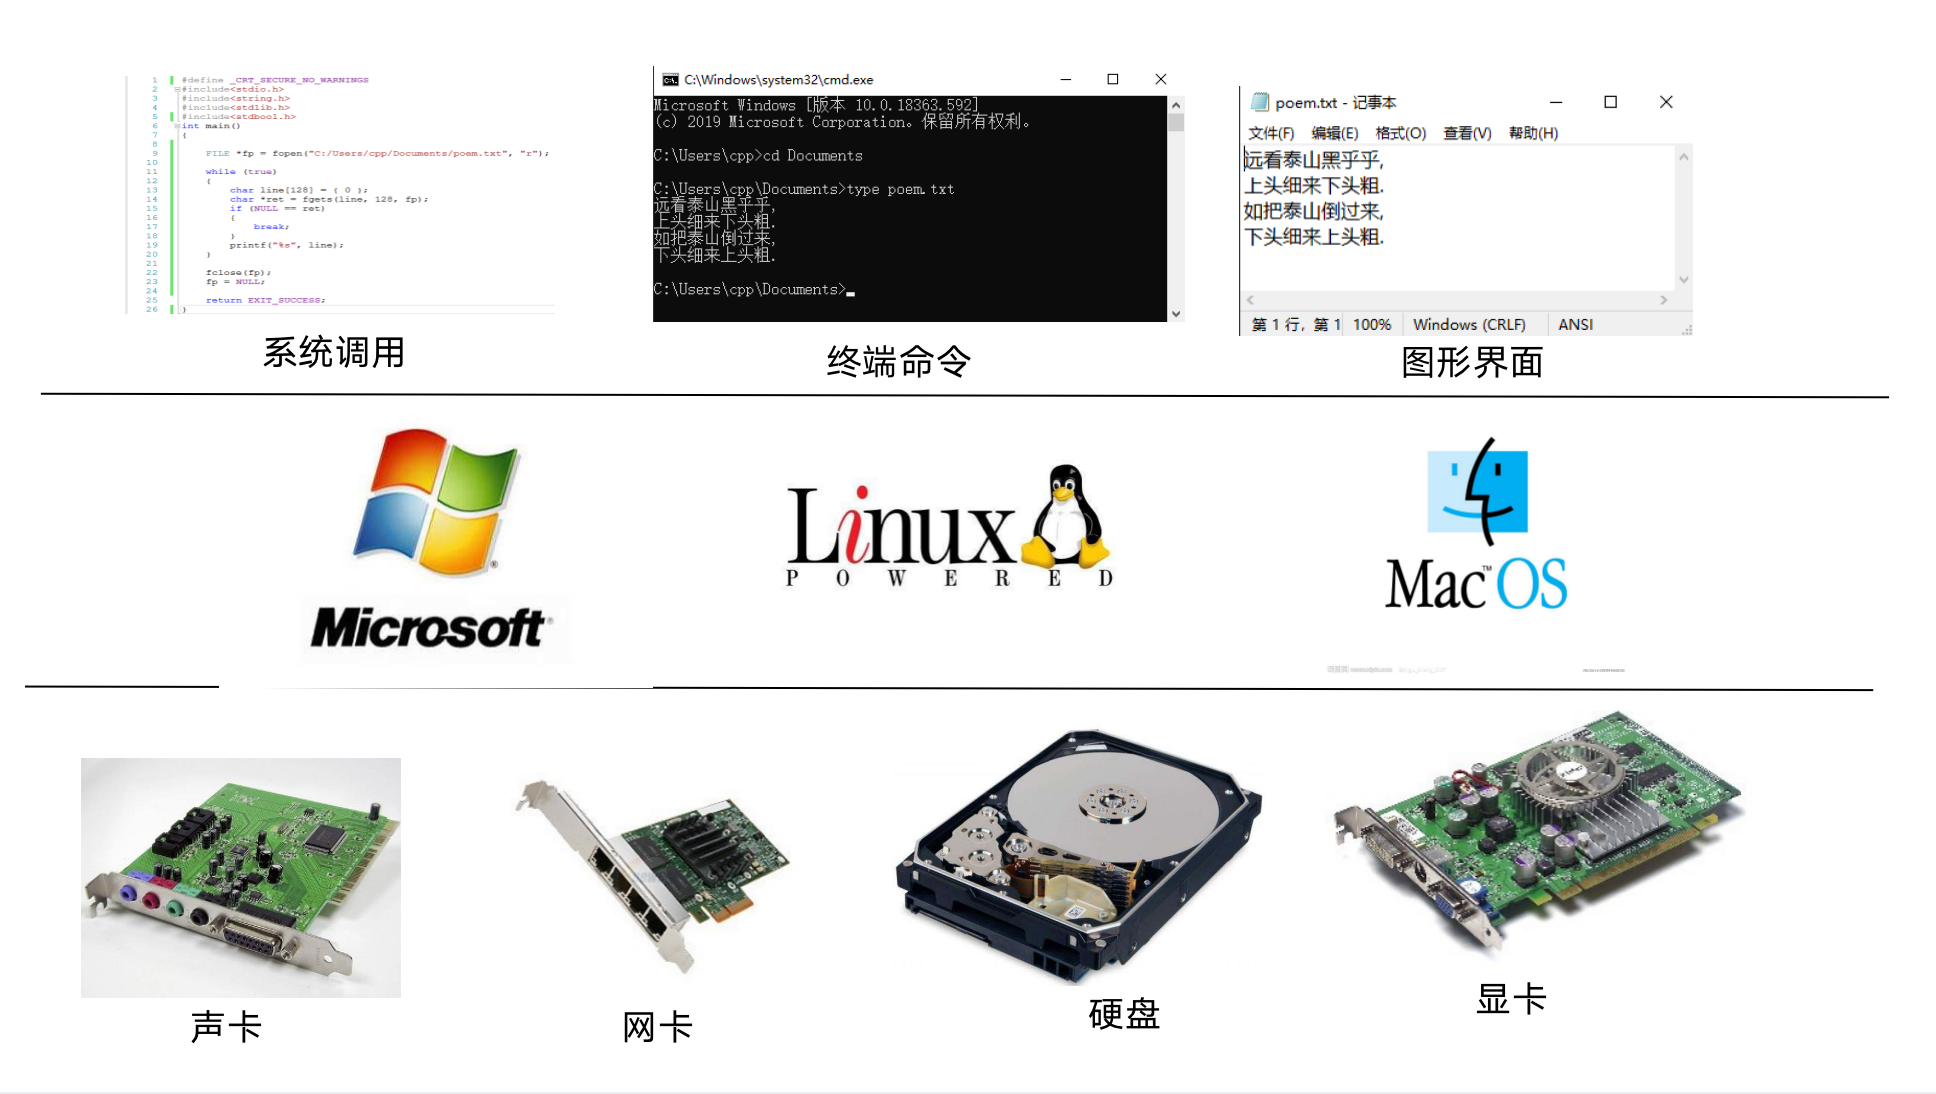 1 #define _CRT_SECURE_NO_WARNINGS
2 #include<stdio.h>
3 #include<string.h>
4 #include<stdlib.h>
5 #include<stdbool.h>
6 int main()
7 {
8
9 FILE *fp = fopen("C:/Users/cpp/Documents/poem.txt", "r");
10
11 while (true)
12 {
13 char line[128] = { 0 };
14 char *ret = fgets(line, 128, fp);
15 if (NULL == ret)
16 {
17 break;
18 }
19 printf("%s", line);
20 }
21
22 fclose(fp);
23 fp = NULL;
24
25 return EXIT_SUCCESS;
26 }
系统调用
C:\Windows\system32\cmd.exe
Microsoft Windows [版本 10.0.18363.592]
(c) 2019 Microsoft Corporation。保留所有权利。
C:\Users\cpp>cd Documents
C:\Users\cpp\Documents>type poem.txt
远看泰山黑乎乎,
上头细来下头粗.
如把泰山倒过来,
下头细来上头粗.
C:\Users\cpp\Documents>
终端命令
poem.txt - 记事本
文件(F) 编辑(E) 格式(O) 查看(V) 帮助(H)
远看泰山黑乎乎,
上头细来下头粗.
如把泰山倒过来,
下头细来上头粗.
第 1 行，第 1 100% Windows (CRLF) ANSI
图形界面
Microsoft®
Linux
POWERED
Mac™OS
声卡
网卡
硬盘
显卡